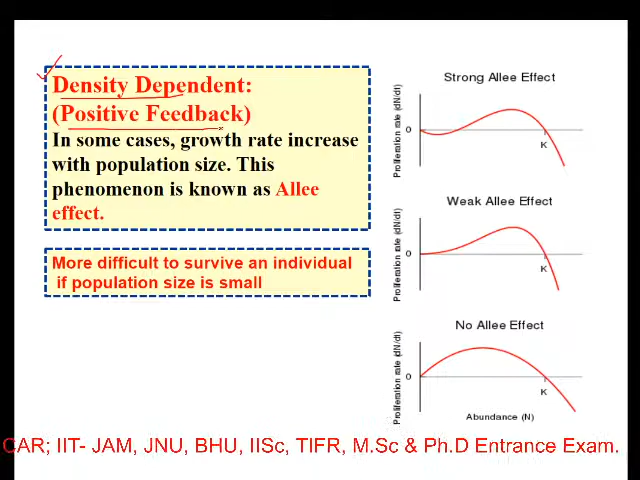 Density Dependent:
(Positive Feedback)
In some cases, growth rate increase
with population size. This
phenomenon is known as Allee
effect.
More difficult to survive an individual
if population size is small
Strong Allee Effect
Proliferation rate (dN/dt)
0
K
Weak Allee Effect
Proliferation rate (dN/dt)
0
K
No Allee Effect
Proliferation rate (dN/dt)
0
K
Abundance (N)
CAR; IIT- JAM, JNU, BHU, IISc, TIFR, M.Sc & Ph.D Entrance Exam.